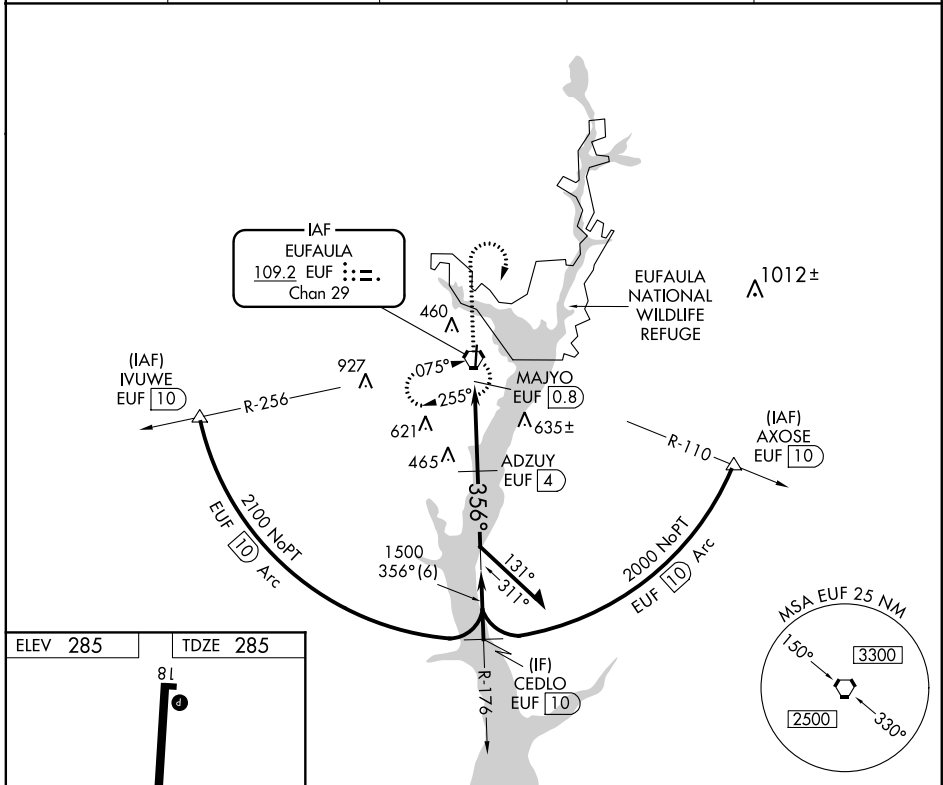 IAF
EUFAULA
109.2 EUF
Chan 29
460
EUFAULA
NATIONAL
WILDLIFE
REFUGE
1012±
(IAF)
IVUWE
EUF 10
R-256
927
075°
255°
MAJYO
EUF 0.8
621
635±
465
ADZUY
EUF 4
R-110
(IAF)
AXOSE
EUF 10
356°
2100 NoPT
EUF 10 Arc
1500
356° (6)
131°
311°
2000 NoPT
EUF 10 Arc
R-176
(IF)
CEDLO
EUF 10
MSA EUF 25 NM
150°
3300
2500
330°
ELEV 285
TDZE 285
18
P